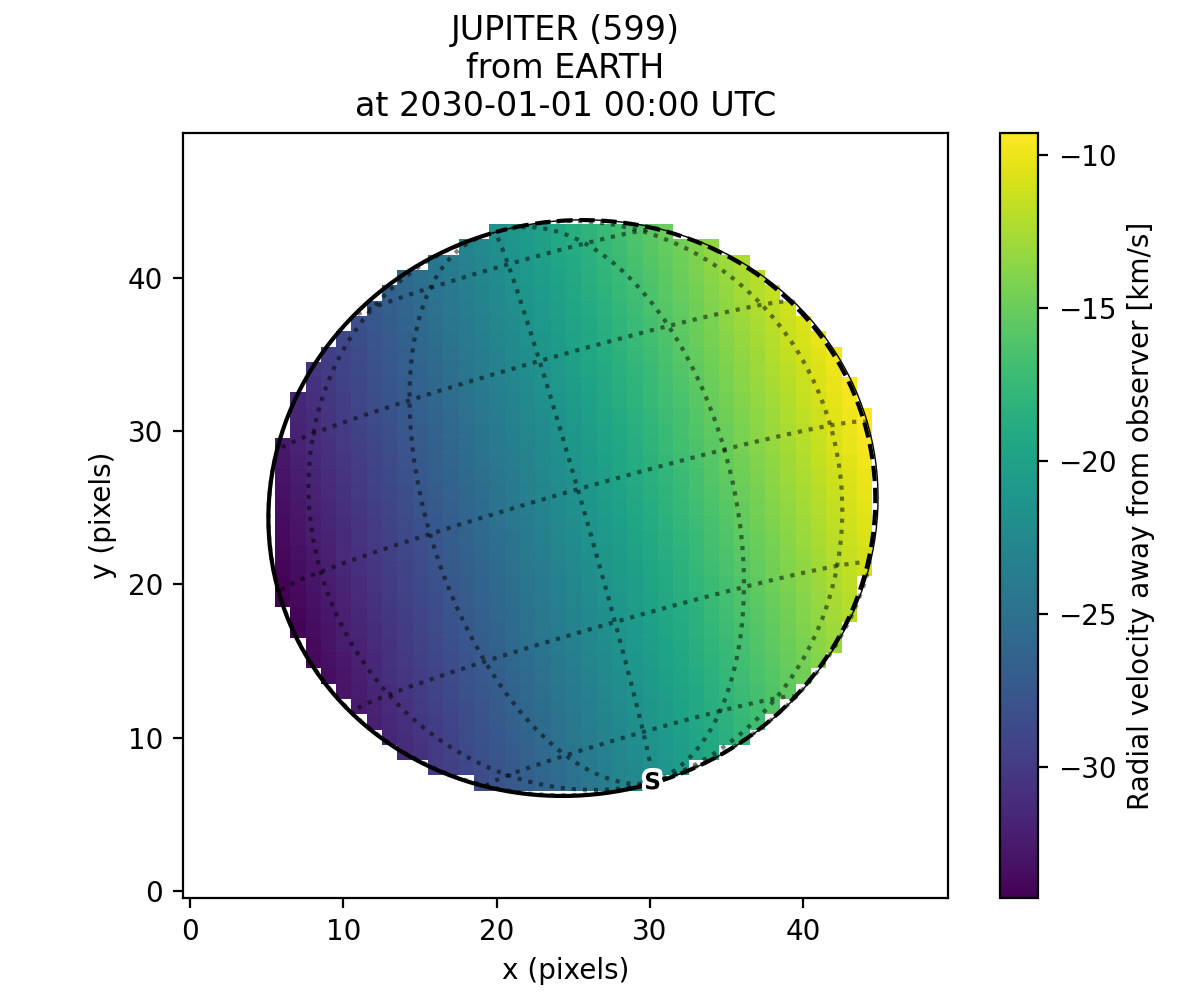 JUPITER (599)
from EARTH
at 2030-01-01 00:00 UTC
y (pixels)
40
30
20
10
0
S
0 10 20 30 40
x (pixels)
−10
−15
−20
−25
−30
Radial velocity away from observer [km/s]